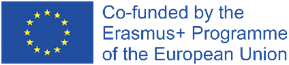 Co-funded by the
Erasmus+ Programme
of the European Union